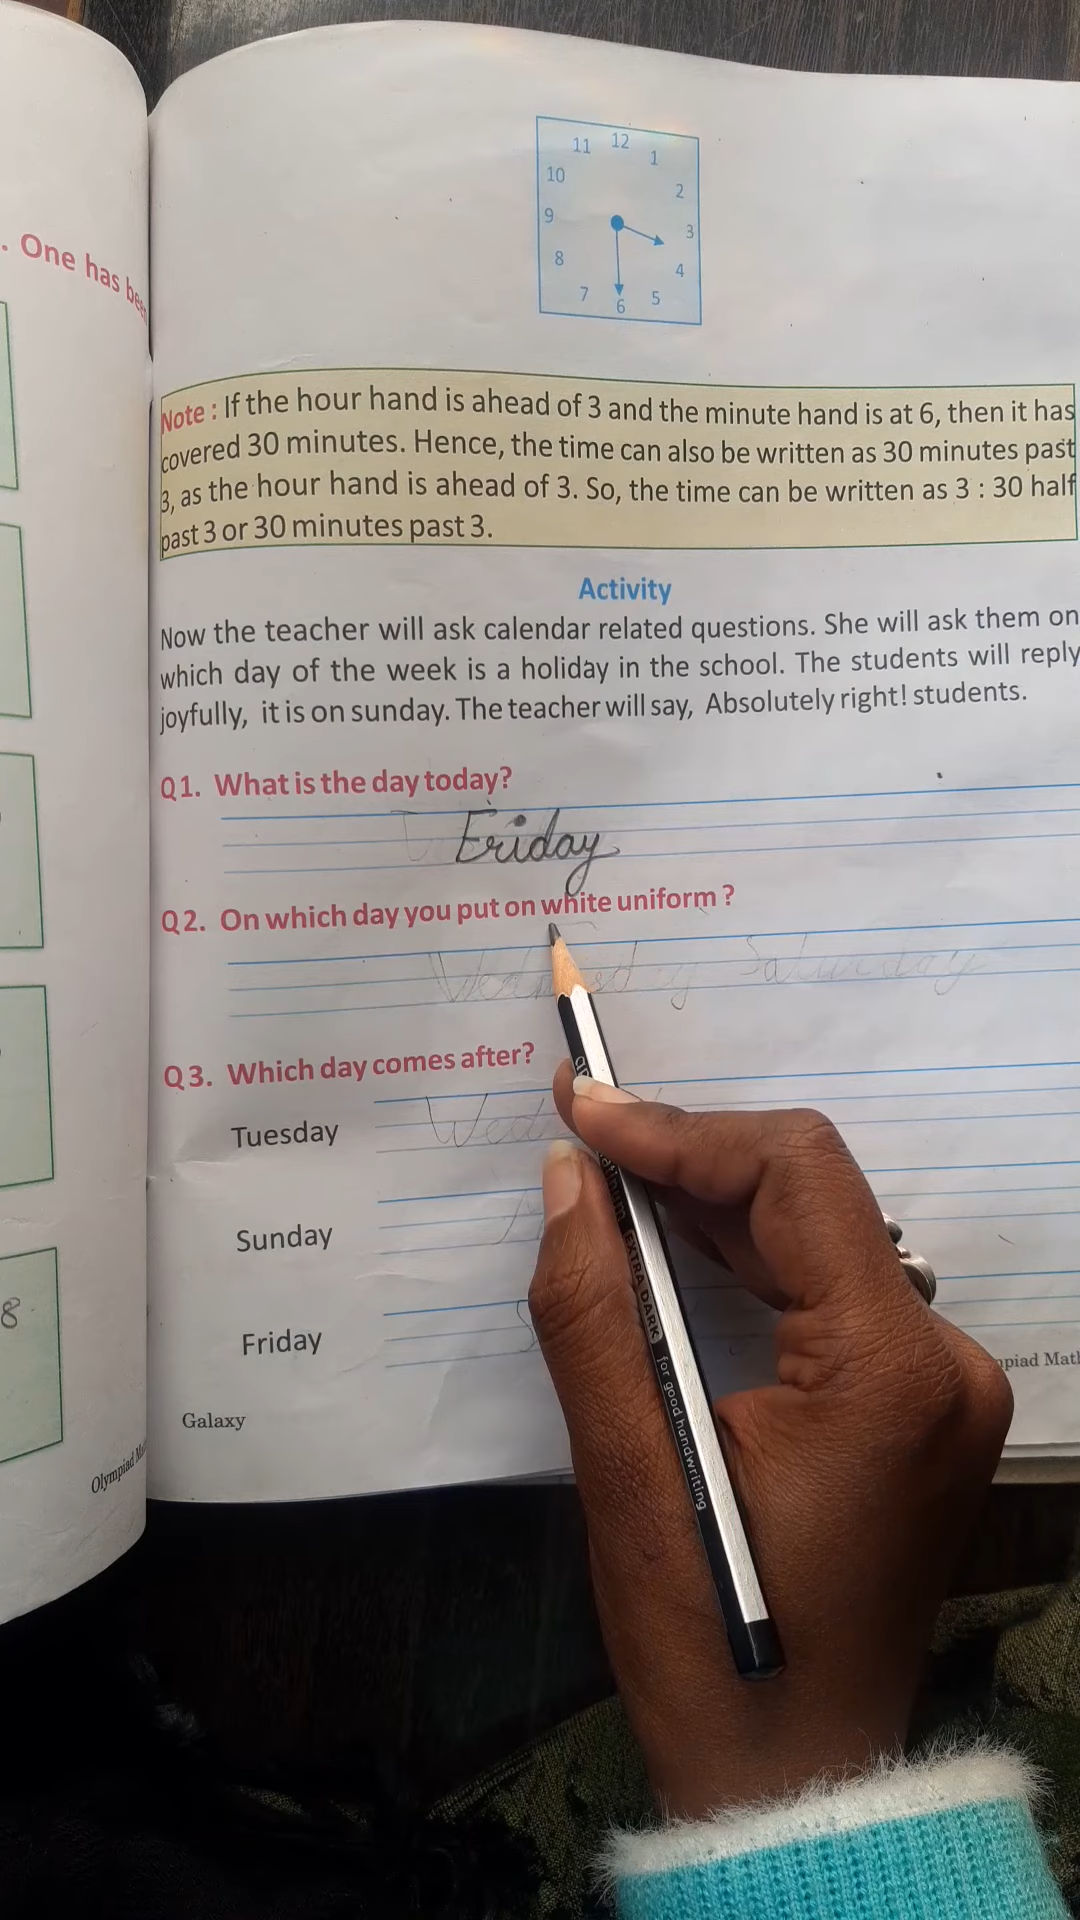 . One has been
11 12 1
10 2
9 3
8 4
7 6 5
Note : If the hour hand is ahead of 3 and the minute hand is at 6, then it has
covered 30 minutes. Hence, the time can also be written as 30 minutes past
3, as the hour hand is ahead of 3. So, the time can be written as 3 : 30 half
past 3 or 30 minutes past 3.
Activity
Now the teacher will ask calendar related questions. She will ask them on
which day of the week is a holiday in the school. The students will reply
joyfully, it is on sunday. The teacher will say, Absolutely right! students.
Q1. What is the day today?
Friday
Q2. On which day you put on white uniform ?
Saturday
Q3. Which day comes after?
Tuesday Wed
Sunday
Friday S
8
Galaxy
Olympiad Ma
mpiad Math
EXTRA DARK for good handwriting